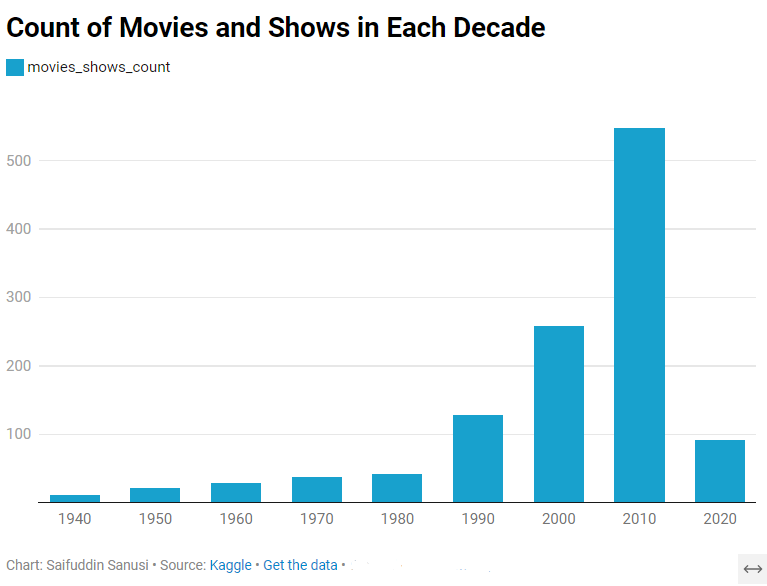 Count of Movies and Shows in Each Decade
movies_shows_count
500
400
300
200
100
1940 1950 1960 1970 1980 1990 2000 2010 2020
Chart: Saifuddin Sanusi • Source: Kaggle • Get the data •